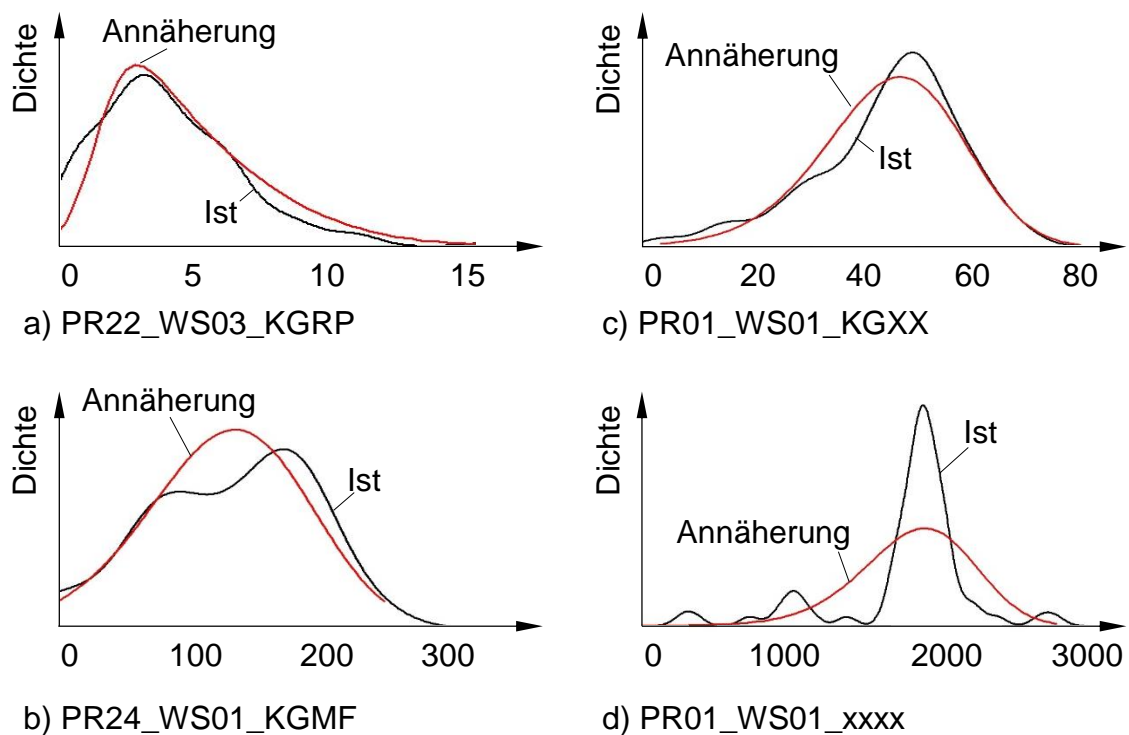 Annäherung
Dichte
Ist
0 5 10 15
a) PR22_WS03_KGRP
Annäherung
Dichte
Ist
0 20 40 60 80
c) PR01_WS01_KGXX
Annäherung
Dichte
Ist
0 100 200 300
b) PR24_WS01_KGMF
Ist
Dichte
Annäherung
0 1000 2000 3000
d) PR01_WS01_xxxx